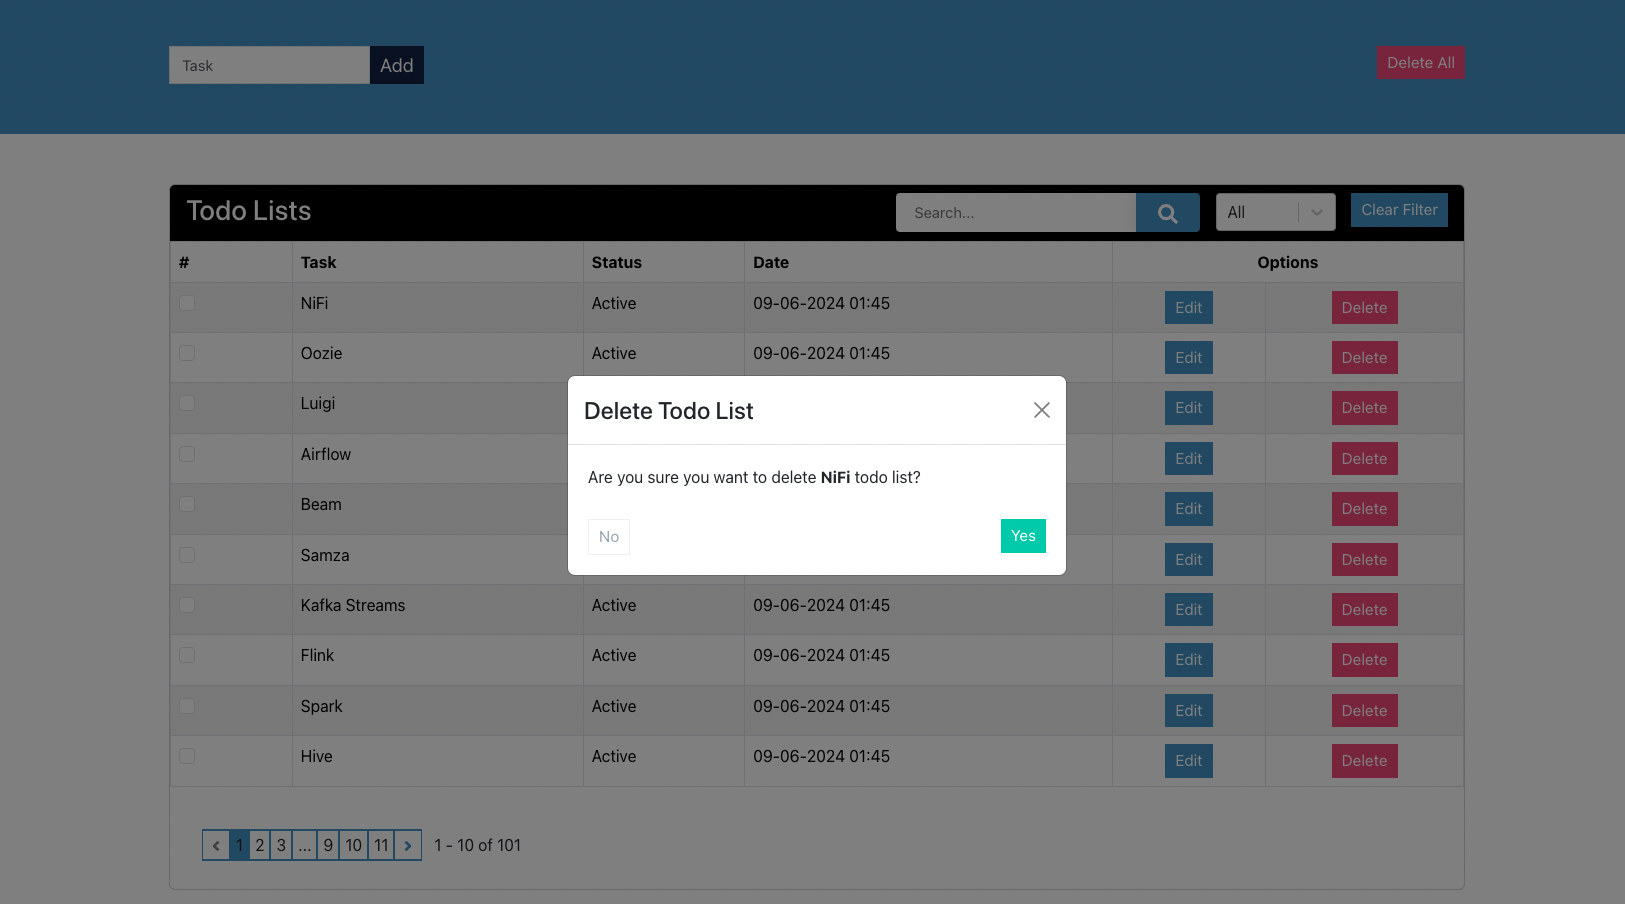 Task Add Delete All
Todo Lists Search... All Clear Filter
# Task Status Date Options
NiFi Active 09-06-2024 01:45 Edit Delete
Oozie Active 09-06-2024 01:45 Edit Delete
Luigi Edit Delete
Airflow Edit Delete
Beam Edit Delete
Samza Edit Delete
Kafka Streams Active 09-06-2024 01:45 Edit Delete
Flink Active 09-06-2024 01:45 Edit Delete
Spark Active 09-06-2024 01:45 Edit Delete
Hive Active 09-06-2024 01:45 Edit Delete
1 2 3 ... 9 10 11 1 - 10 of 101
Delete Todo List
Are you sure you want to delete NiFi todo list?
No Yes